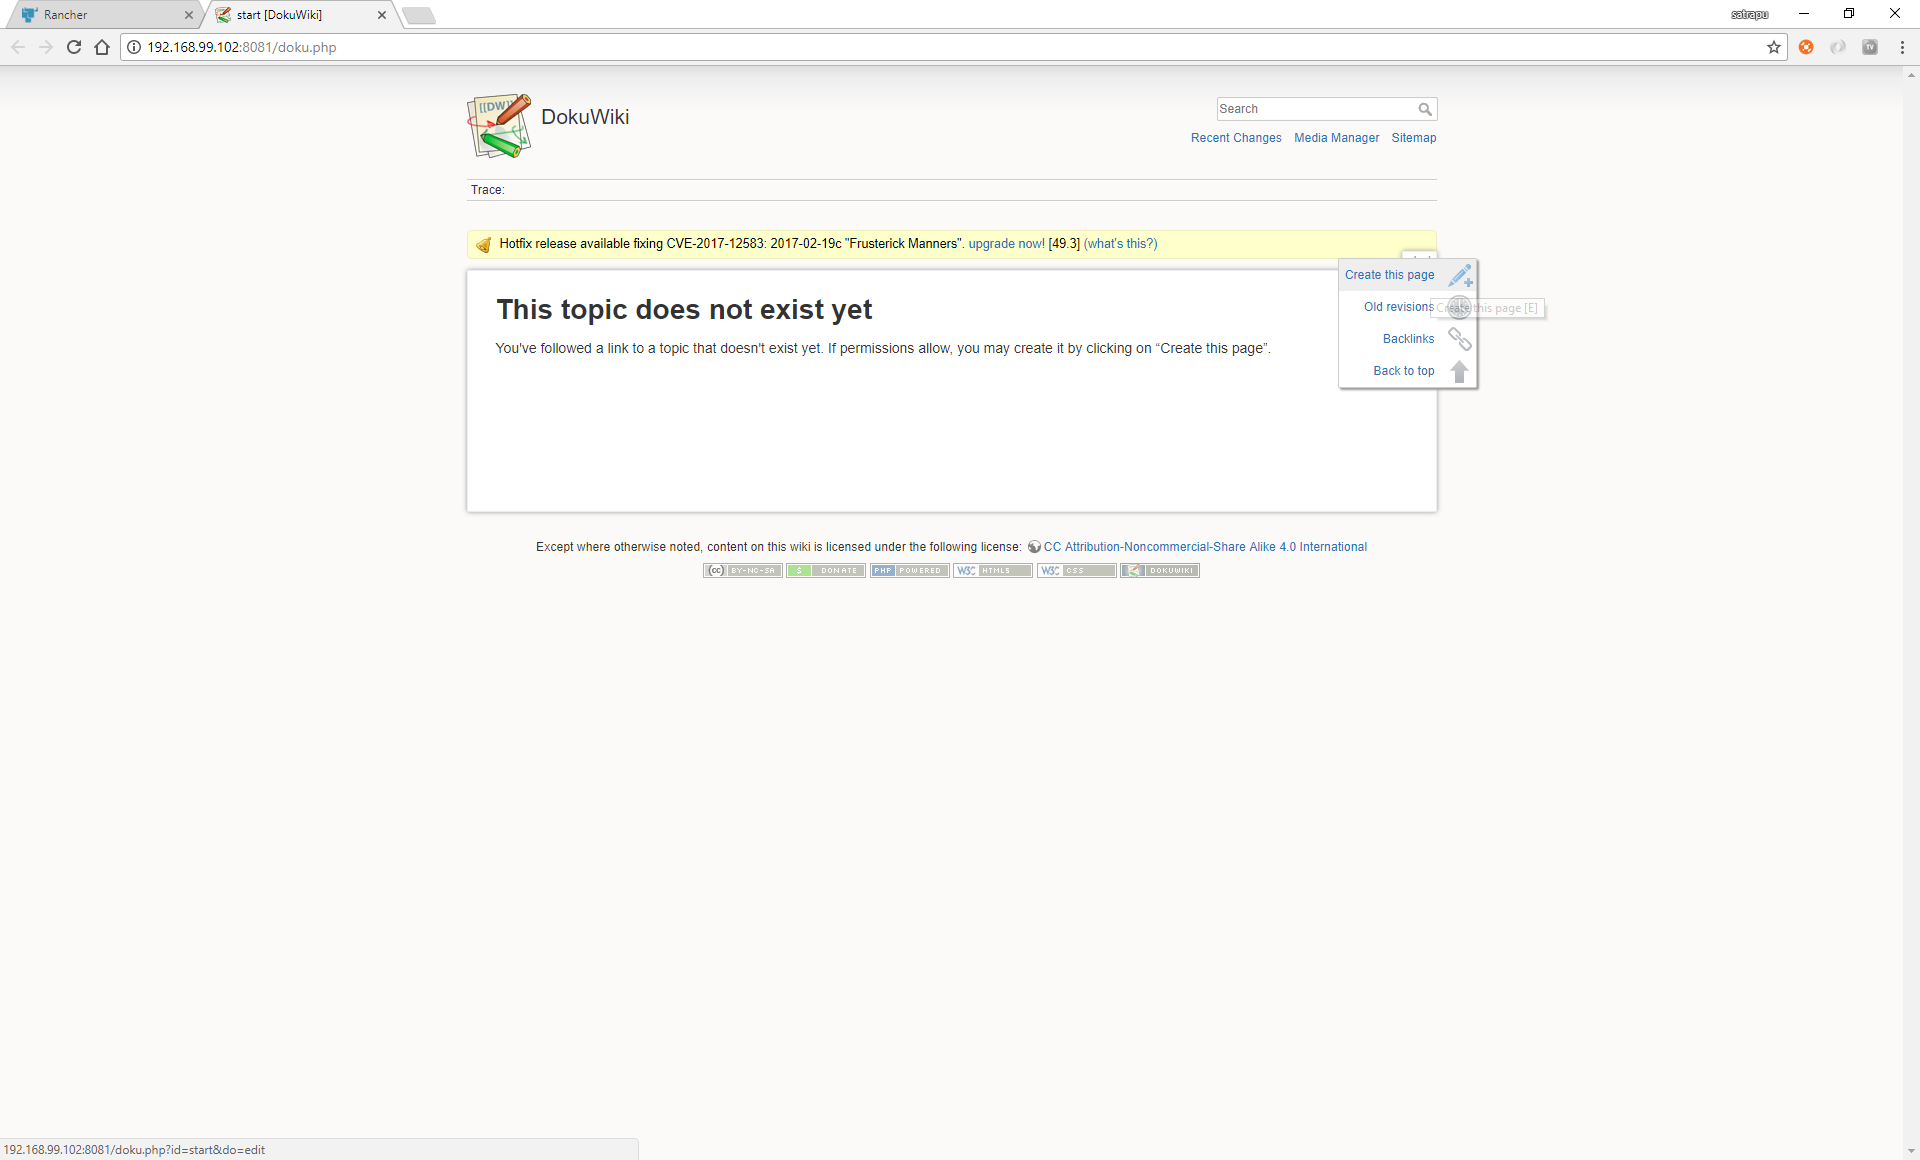 Rancher
start [DokuWiki]
satrapu
192.168.99.102:8081/doku.php
TV
[[DW]]
DokuWiki
Search
Recent Changes Media Manager Sitemap
Trace:
Hotfix release available fixing CVE-2017-12583: 2017-02-19c "Frusterick Manners". upgrade now! [49.3] (what's this?)
Create this page
Old revisions
Create this page [E]
Backlinks
Back to top
This topic does not exist yet
You've followed a link to a topic that doesn't exist yet. If permissions allow, you may create it by clicking on “Create this page”.
Except where otherwise noted, content on this wiki is licensed under the following license: CC Attribution-Noncommercial-Share Alike 4.0 International
(cc) BY-NC-SA $ DONATE PHP POWERED W3C HTML5 W3C CSS DOKUWIKI
192.168.99.102:8081/doku.php?id=start&do=edit